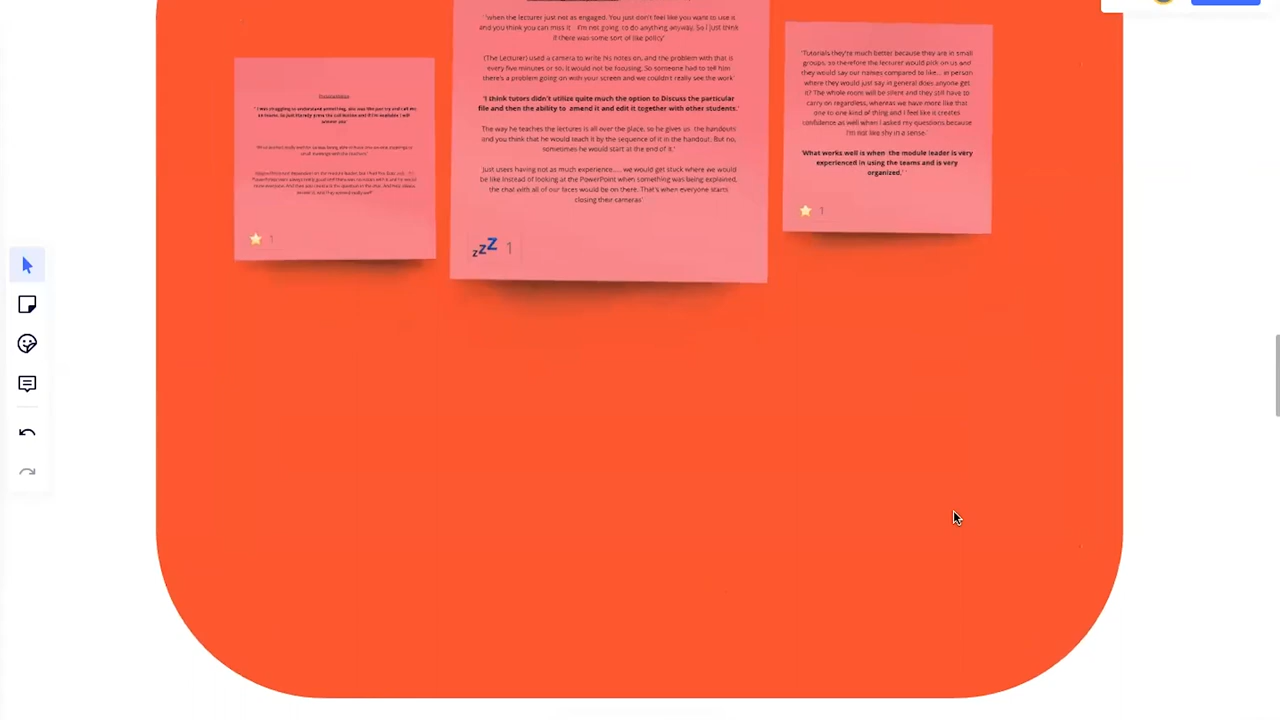 'when the lecturer just not as engaged. You just don't feel like you want to use it
and you think you can miss it I'm not going, to do anything anyway. So I just think
if there was some sort of like policy'
(The Lecturer) used a camera to write his notes on, and the problem with that is
every five minutes or so, it would not be focusing. So someone had to tell him
there's a problem going on with your screen and we couldn't really see the work'
'I think tutors didn't utilize quite much the option to Discuss the particular
file and then the ability to amend it and edit it together with other students.'
The way he teaches the lectures is all over the place, so he gives us the handouts
and you think that he would teach it by the sequence of it in the handout. But no,
sometimes he would start at the end of it.'
Just users having not as much experience.... we would get stuck where we would
be like instead of looking at the PowerPoint when something was being explained,
the chat with all of our faces would be on there. That's when everyone starts
closing their cameras'
zzZ 1
'Tutorials they're much better because they are in small
groups, so therefore the lecturer would pick on us and
they would say our names compared to like... in person
where they would just say in general does anyone get
it? The whole room will be silent and they still have to
carry on regardless, whereas we have more like that
one to one kind of thing and I feel like it creates
confidence as well when I asked my questions because
I'm not like shy in a sense.'
'What works well is when the module leader is very
experienced in using the teams and is very
organized.' '
1
1